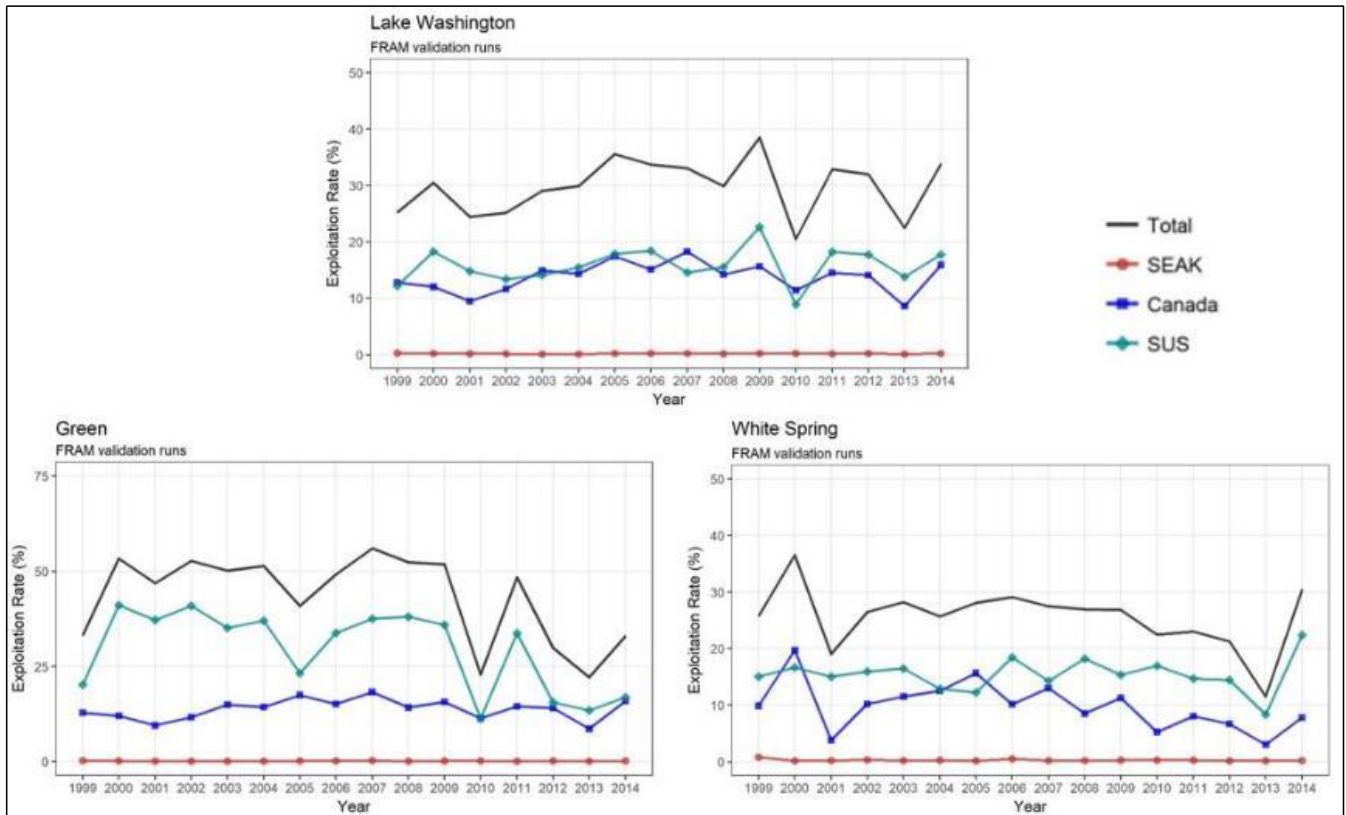 Lake Washington
FRAM validation runs
50
40
30
20
10
0
Exploitation Rate (%)
1999 2000 2001 2002 2003 2004 2005 2006 2007 2008 2009 2010 2011 2012 2013 2014
Year
Total
SEAK
Canada
SUS
Green
FRAM validation runs
75
50
25
0
Exploitation Rate (%)
1999 2000 2001 2002 2003 2004 2005 2006 2007 2008 2009 2010 2011 2012 2013 2014
Year
White Spring
FRAM validation runs
50
40
30
20
10
0
Exploitation Rate (%)
1999 2000 2001 2002 2003 2004 2005 2006 2007 2008 2009 2010 2011 2012 2013 2014
Year